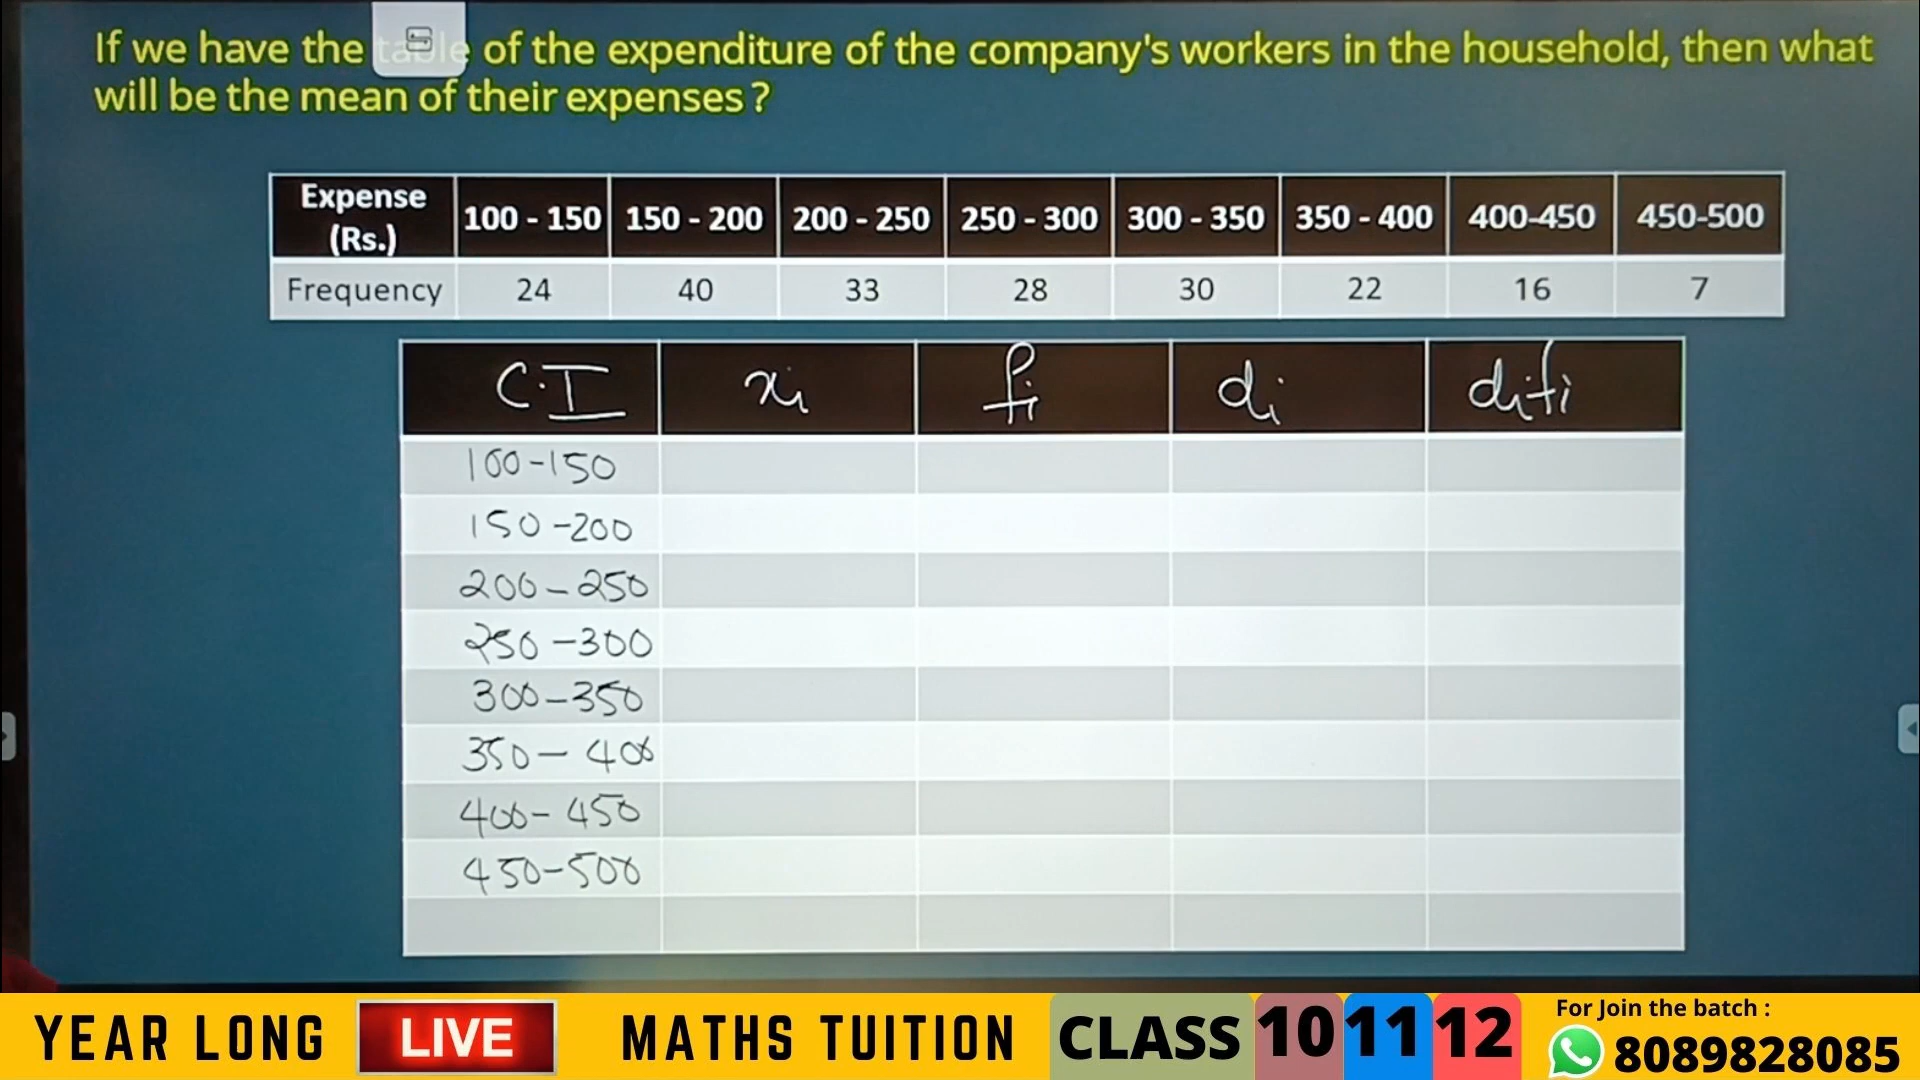 If we have the table of the expenditure of the company's workers in the household, then what
will be the mean of their expenses ?
Expense (Rs.) 100 - 150 150 - 200 200 - 250 250 - 300 300 - 350 350 - 400 400-450 450-500
Frequency 24 40 33 28 30 22 16 7
C.I xi fi di difi
100-150
150-200
200-250
250-300
300-350
350-400
400-450
450-500
YEAR LONG LIVE MATHS TUITION CLASS 10 11 12
For Join the batch :
8089828085